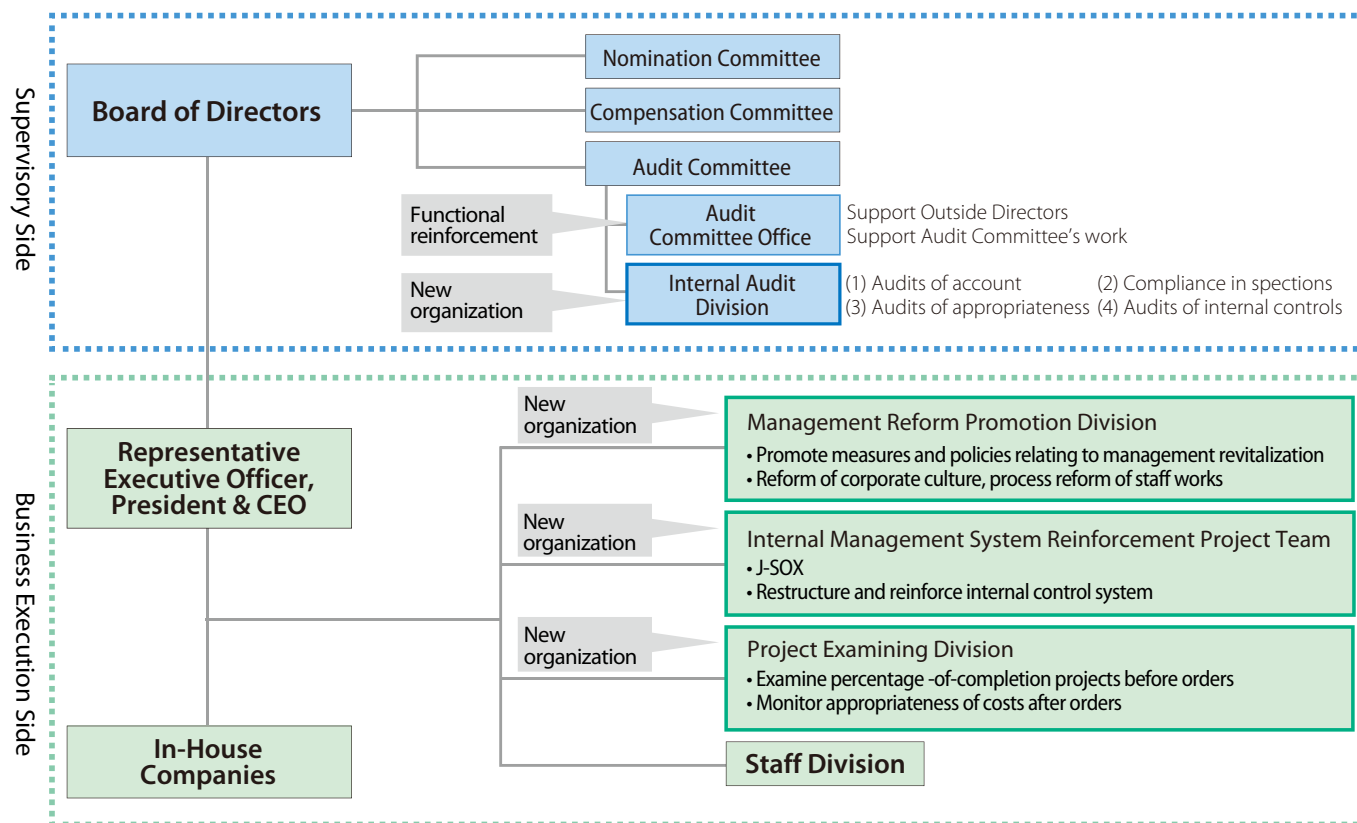 Supervisory Side
Board of Directors
Nomination Committee
Compensation Committee
Audit Committee
Functional
reinforcement
Audit
Committee Office
Support Outside Directors
Support Audit Committee's work
New
organization
Internal Audit
Division
(1) Audits of account (2) Compliance in spections
(3) Audits of appropriateness (4) Audits of internal controls
Business Execution Side
Representative
Executive Officer,
President & CEO
New
organization
Management Reform Promotion Division
• Promote measures and policies relating to management revitalization
• Reform of corporate culture, process reform of staff works
New
organization
Internal Management System Reinforcement Project Team
• J-SOX
• Restructure and reinforce internal control system
New
organization
Project Examining Division
• Examine percentage -of-completion projects before orders
• Monitor appropriateness of costs after orders
In-House
Companies
Staff Division